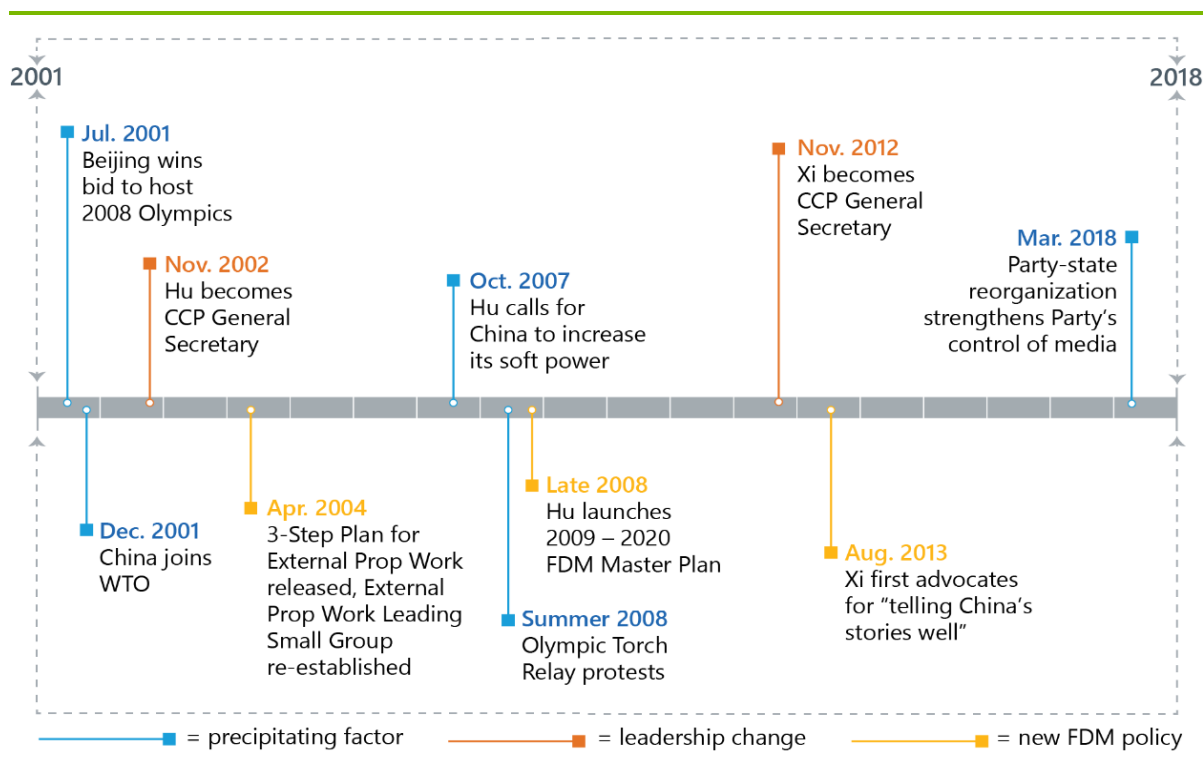 2001
2018
Jul. 2001
Beijing wins
bid to host
2008 Olympics
Nov. 2002
Hu becomes
CCP General
Secretary
Oct. 2007
Hu calls for
China to increase
its soft power
Nov. 2012
Xi becomes
CCP General
Secretary
Mar. 2018
Party-state
reorganization
strengthens Party’s
control of media
Dec. 2001
China joins
WTO
Apr. 2004
3-Step Plan for
External Prop Work
released, External
Prop Work Leading
Small Group
re-established
Summer 2008
Olympic Torch
Relay protests
Late 2008
Hu launches
2009 – 2020
FDM Master Plan
Aug. 2013
Xi first advocates
for “telling China’s
stories well”
= precipitating factor
= leadership change
= new FDM policy